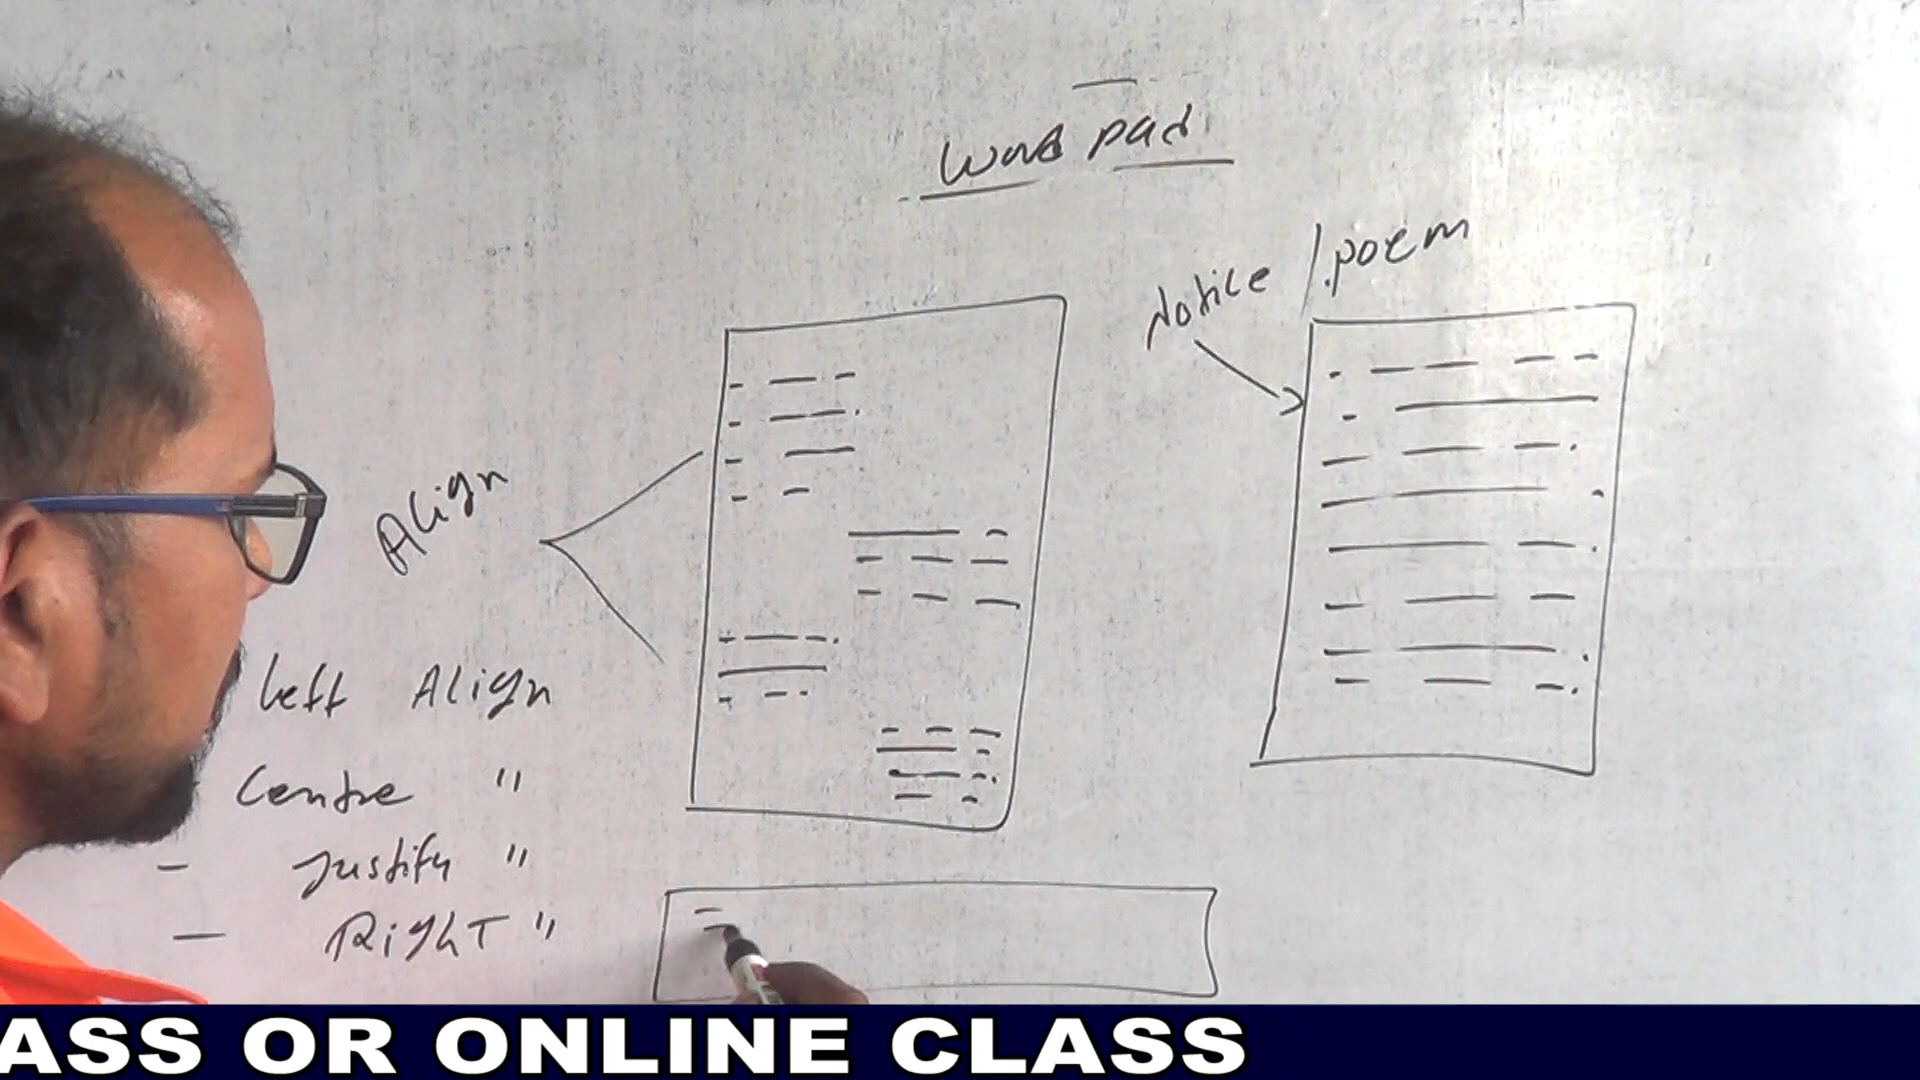 Word pad
Notice / poem
Align
Left Align
Centre "
- Justify "
- Right "
ASS OR ONLINE CLASS